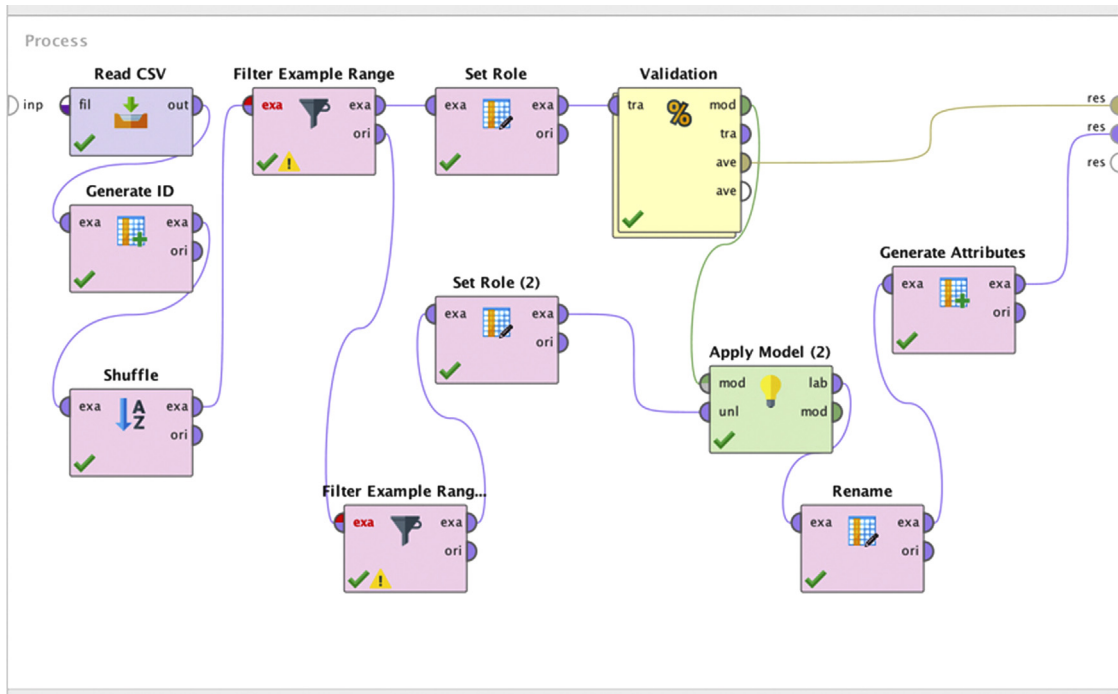 Process
Read CSV
Filter Example Range
Set Role
Validation
inp
fil
out
exa
exa
exa
exa
tra
mod
res
ori
ori
tra
res
ave
res
ave
Generate ID
exa
exa
ori
Generate Attributes
exa
exa
ori
Set Role (2)
exa
exa
ori
Apply Model (2)
mod
lab
unl
mod
Shuffle
exa
A
Z
exa
ori
Filter Example Rang...
exa
exa
ori
Rename
exa
exa
ori